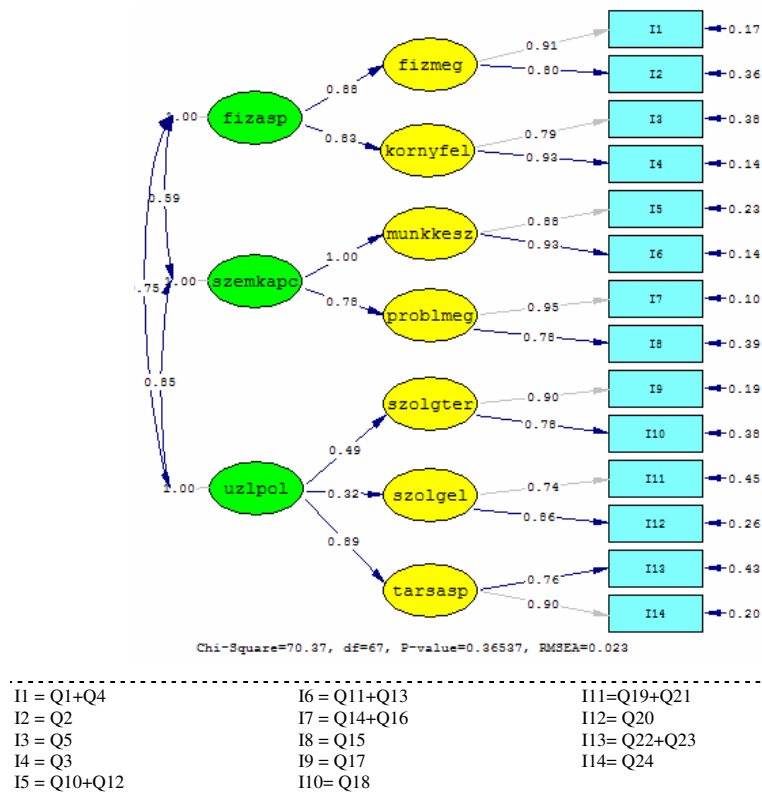 I1
0.17
0.91
fizmeg
0.80
I2
0.36
0.88
1.00
fizasp
I3
0.38
0.79
0.83
kornyfel
0.93
I4
0.14
0.59
I5
0.23
0.88
munkkesz
0.93
I6
0.14
1.00
.75
1.00
szemkapc
I7
0.10
0.95
0.78
problmeg
0.78
I8
0.39
0.85
I9
0.19
0.90
szolgter
0.78
I10
0.38
0.49
1.00
uzlpol
I11
0.45
0.74
0.32
szolgel
0.86
I12
0.26
0.89
I13
0.43
0.76
tarsasp
0.90
I14
0.20
Chi-Square=70.37, df=67, P-value=0.36537, RMSEA=0.023
I1 = Q1+Q4
I2 = Q2
I3 = Q5
I4 = Q3
I5 = Q10+Q12
I6 = Q11+Q13
I7 = Q14+Q16
I8 = Q15
I9 = Q17
I10= Q18
I11=Q19+Q21
I12= Q20
I13= Q22+Q23
I14= Q24